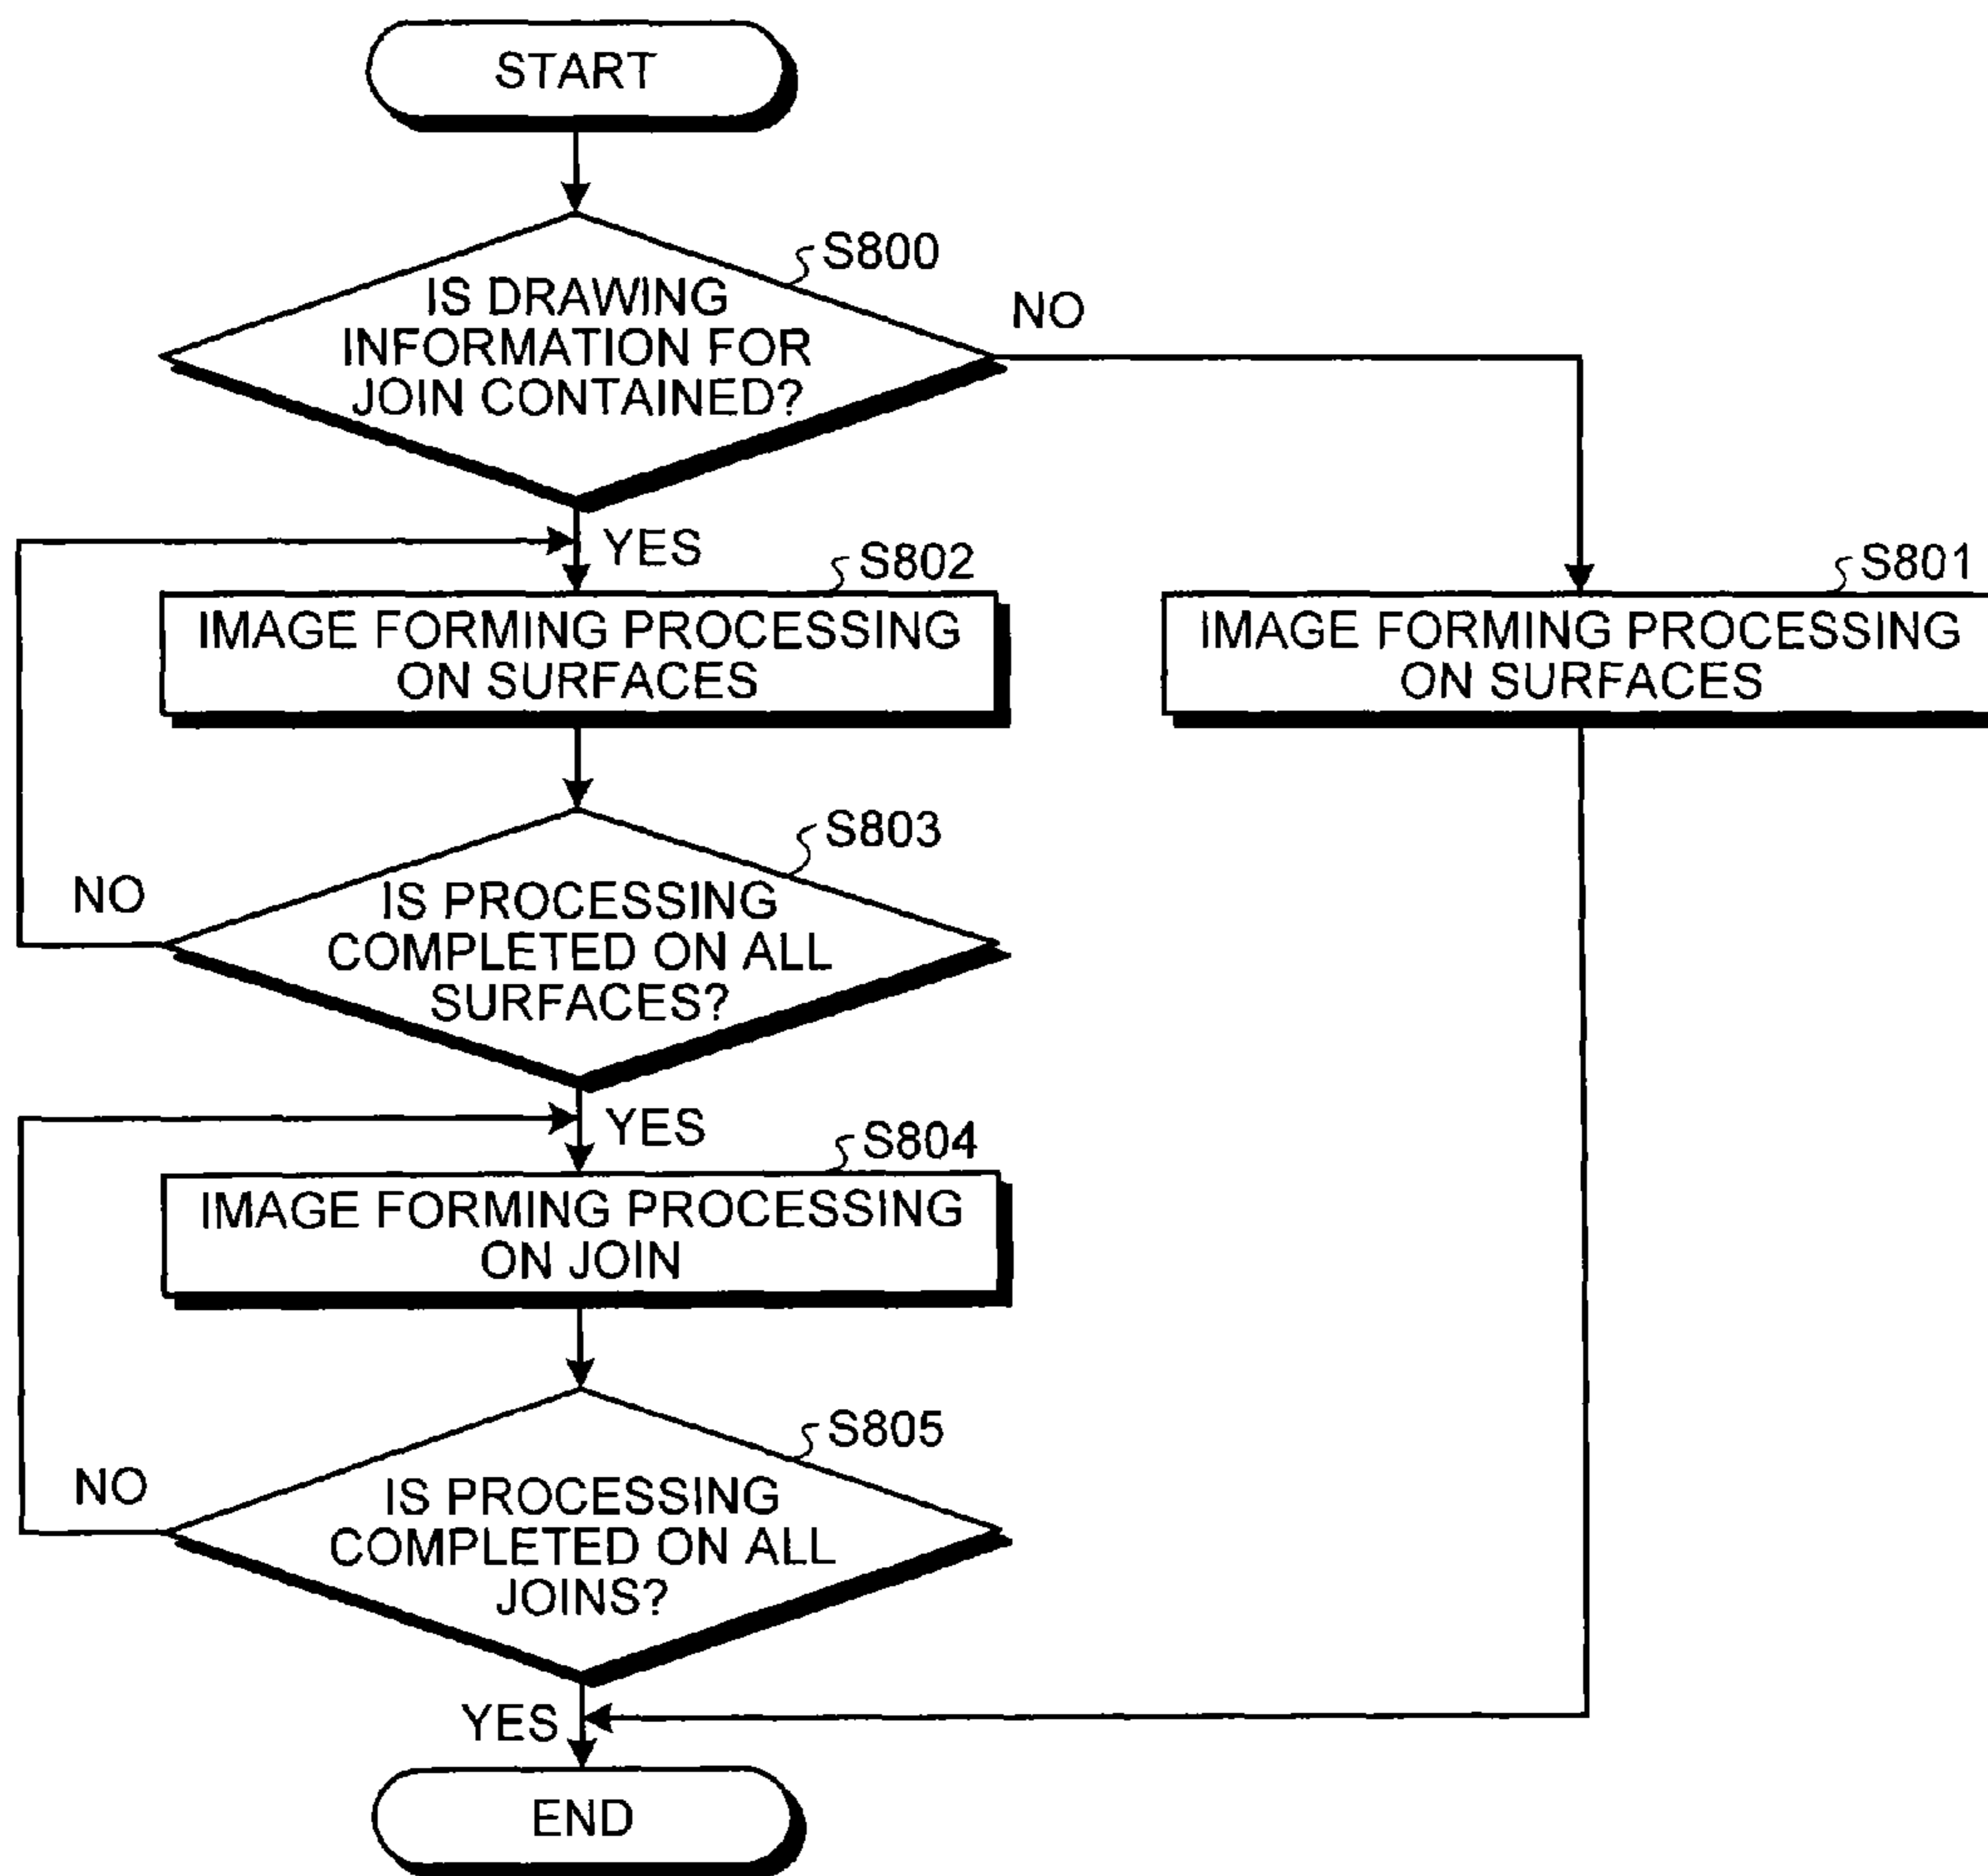 START
S800
IS DRAWING
INFORMATION FOR
JOIN CONTAINED?
NO
YES
S802
IMAGE FORMING PROCESSING
ON SURFACES
S801
IMAGE FORMING PROCESSING
ON SURFACES
S803
IS PROCESSING
COMPLETED ON ALL
SURFACES?
NO
YES
S804
IMAGE FORMING PROCESSING
ON JOIN
S805
IS PROCESSING
COMPLETED ON ALL
JOINS?
NO
YES
END